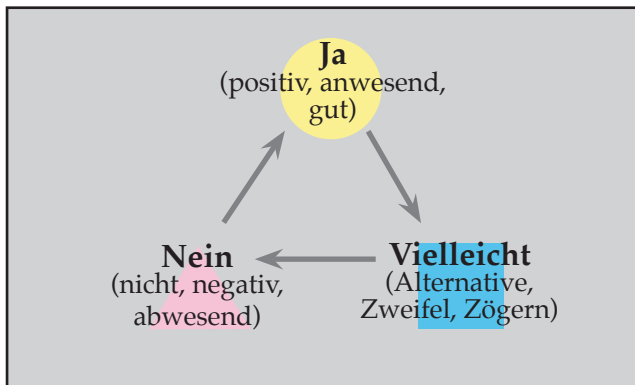 Ja
(positiv, anwesend,
gut)
Nein
(nicht, negativ,
abwesend)
Vielleicht
(Alternative,
Zweifel, Zögern)